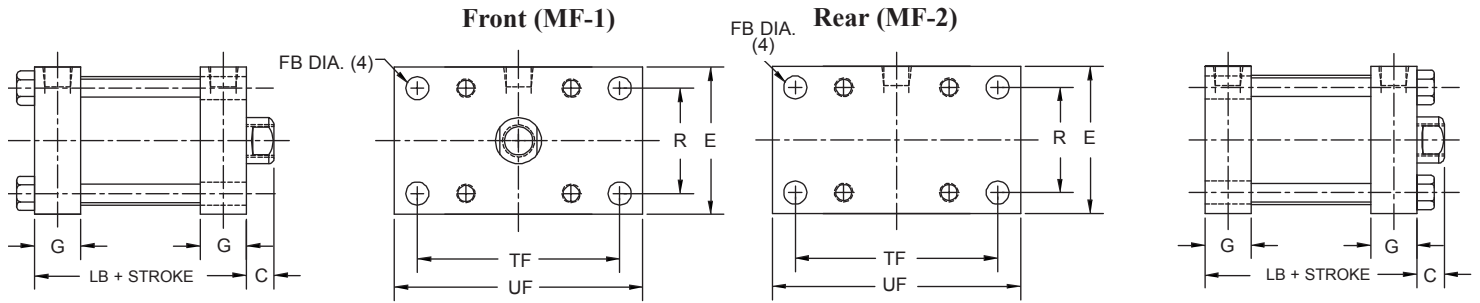 Front (MF-1)
Rear (MF-2)
FB DIA. (4)
FB DIA.
(4)
R
E
R
E
G
G
LB + STROKE
C
TF
UF
TF
UF
G
G
LB + STROKE
C